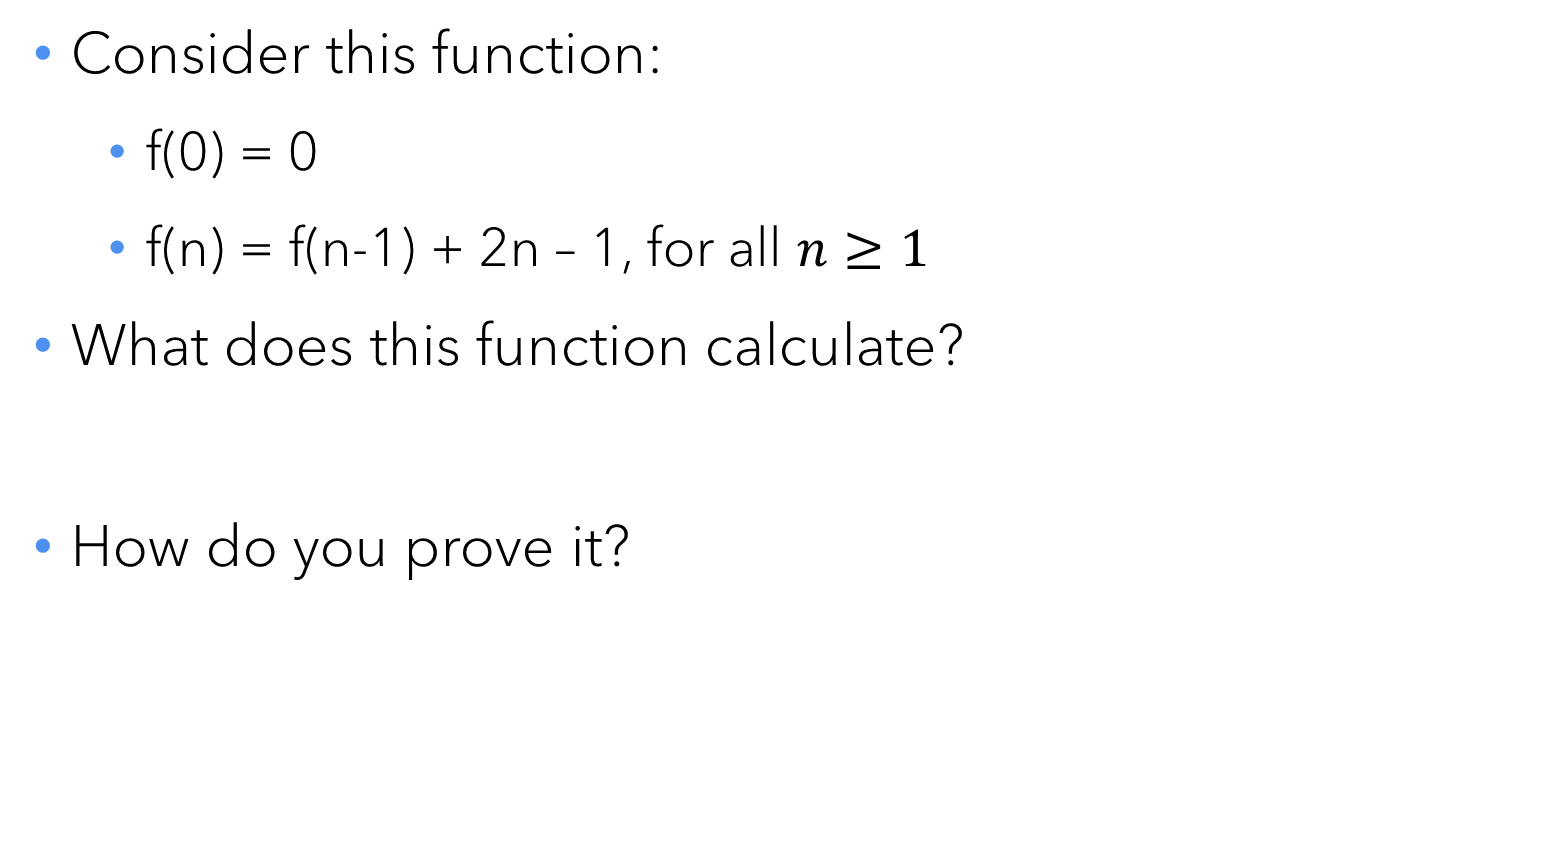 • Consider this function:
• f(0) = 0
• f(n) = f(n-1) + 2n – 1, for all n ≥ 1
• What does this function calculate?
• How do you prove it?